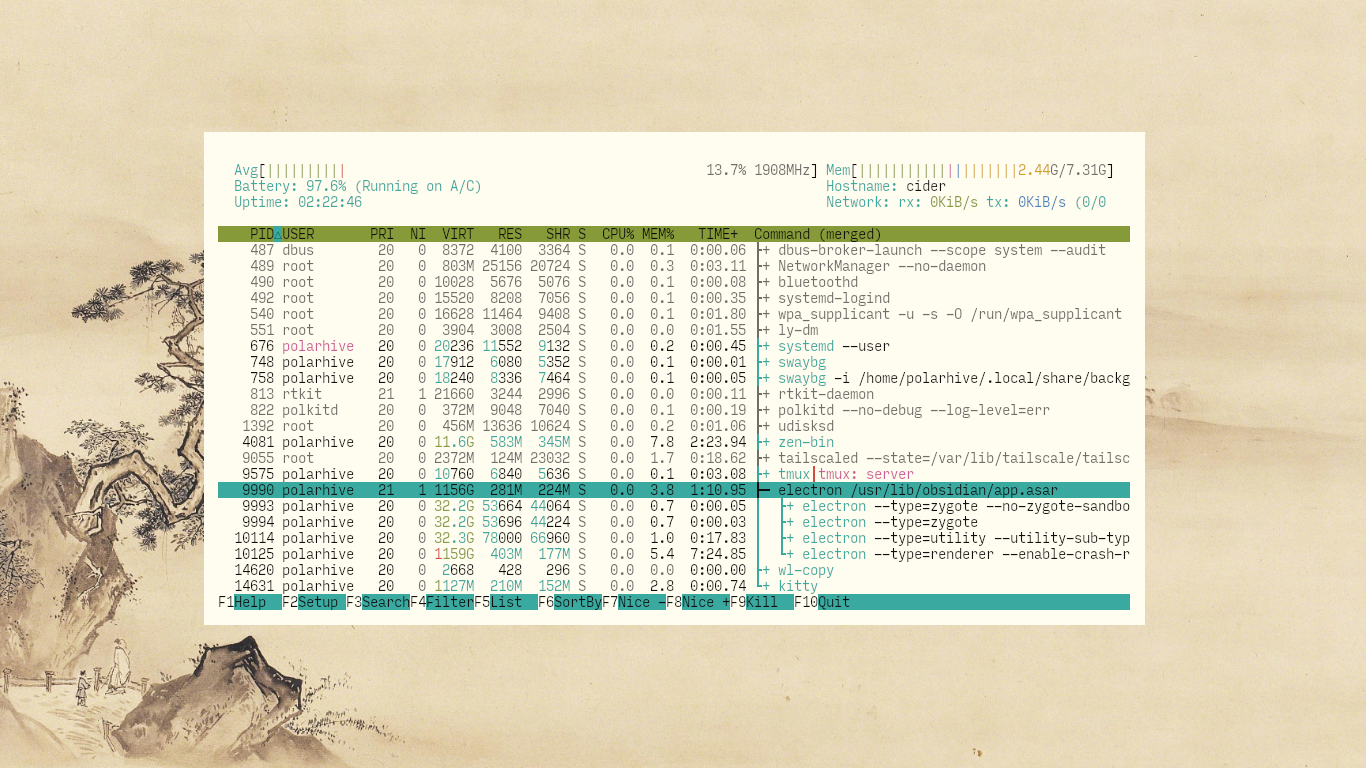 Avg[||||||||||| 13.7% 1908MHz] Mem[||||||||||||||||||||2.44G/7.31G]
Battery: 97.6% (Running on A/C) Hostname: cider
Uptime: 02:22:46 Network: rx: 0KiB/s tx: 0KiB/s (0/0
PID△USER PRI NI VIRT RES SHR S CPU% MEM% TIME+ Command (merged)
487 dbus 20 0 8372 4100 3364 S 0.0 0.1 0:00.06 ├+ dbus-broker-launch --scope system --audit
489 root 20 0 803M 25156 20724 S 0.0 0.3 0:03.11 ├+ NetworkManager --no-daemon
490 root 20 0 10028 5676 5076 S 0.0 0.1 0:00.08 ├+ bluetoothd
492 root 20 0 15520 8208 7056 S 0.0 0.1 0:00.35 ├+ systemd-logind
540 root 20 0 16628 11464 9408 S 0.0 0.1 0:01.80 ├+ wpa_supplicant -u -s -O /run/wpa_supplicant
551 root 20 0 3904 3008 2504 S 0.0 0.0 0:01.55 ├+ ly-dm
676 polarhive 20 0 20236 11552 9132 S 0.0 0.2 0:00.45 ├+ systemd --user
748 polarhive 20 0 17912 6080 5352 S 0.0 0.1 0:00.01 ├+ swaybg
758 polarhive 20 0 18240 8336 7464 S 0.0 0.1 0:00.05 ├+ swaybg -i /home/polarhive/.local/share/backg
813 rtkit 21 1 21660 3244 2996 S 0.0 0.0 0:00.11 ├+ rtkit-daemon
822 polkitd 20 0 372M 9048 7040 S 0.0 0.1 0:00.19 ├+ polkitd --no-debug --log-level=err
1392 root 20 0 456M 13636 10624 S 0.0 0.2 0:01.06 ├+ udisksd
4081 polarhive 20 0 11.6G 583M 345M S 0.0 7.8 2:23.94 ├+ zen-bin
9055 root 20 0 2372M 124M 23032 S 0.0 1.7 0:18.62 ├+ tailscaled --state=/var/lib/tailscale/tailsc
9575 polarhive 20 0 10760 6840 5636 S 0.0 0.1 0:03.08 ├+ tmux│tmux: server
9990 polarhive 21 1 1156G 281M 224M S 0.0 3.8 1:10.95 ├─ electron /usr/lib/obsidian/app.asar
9993 polarhive 20 0 32.2G 53664 44064 S 0.0 0.7 0:00.05 │ ├+ electron --type=zygote --no-zygote-sandbo
9994 polarhive 20 0 32.2G 53696 44224 S 0.0 0.7 0:00.03 │ ├+ electron --type=zygote
10114 polarhive 20 0 32.3G 78000 66960 S 0.0 1.0 0:17.83 │ ├+ electron --type=utility --utility-sub-typ
10125 polarhive 20 0 1159G 403M 177M S 0.0 5.4 7:24.85 │ └+ electron --type=renderer --enable-crash-r
14620 polarhive 20 0 2668 428 296 S 0.0 0.0 0:00.00 ├+ wl-copy
14631 polarhive 20 0 1127M 210M 152M S 0.0 2.8 0:00.74 └+ kitty
F1Help F2Setup F3SearchF4FilterF5List F6SortByF7Nice -F8Nice +F9Kill F10Quit